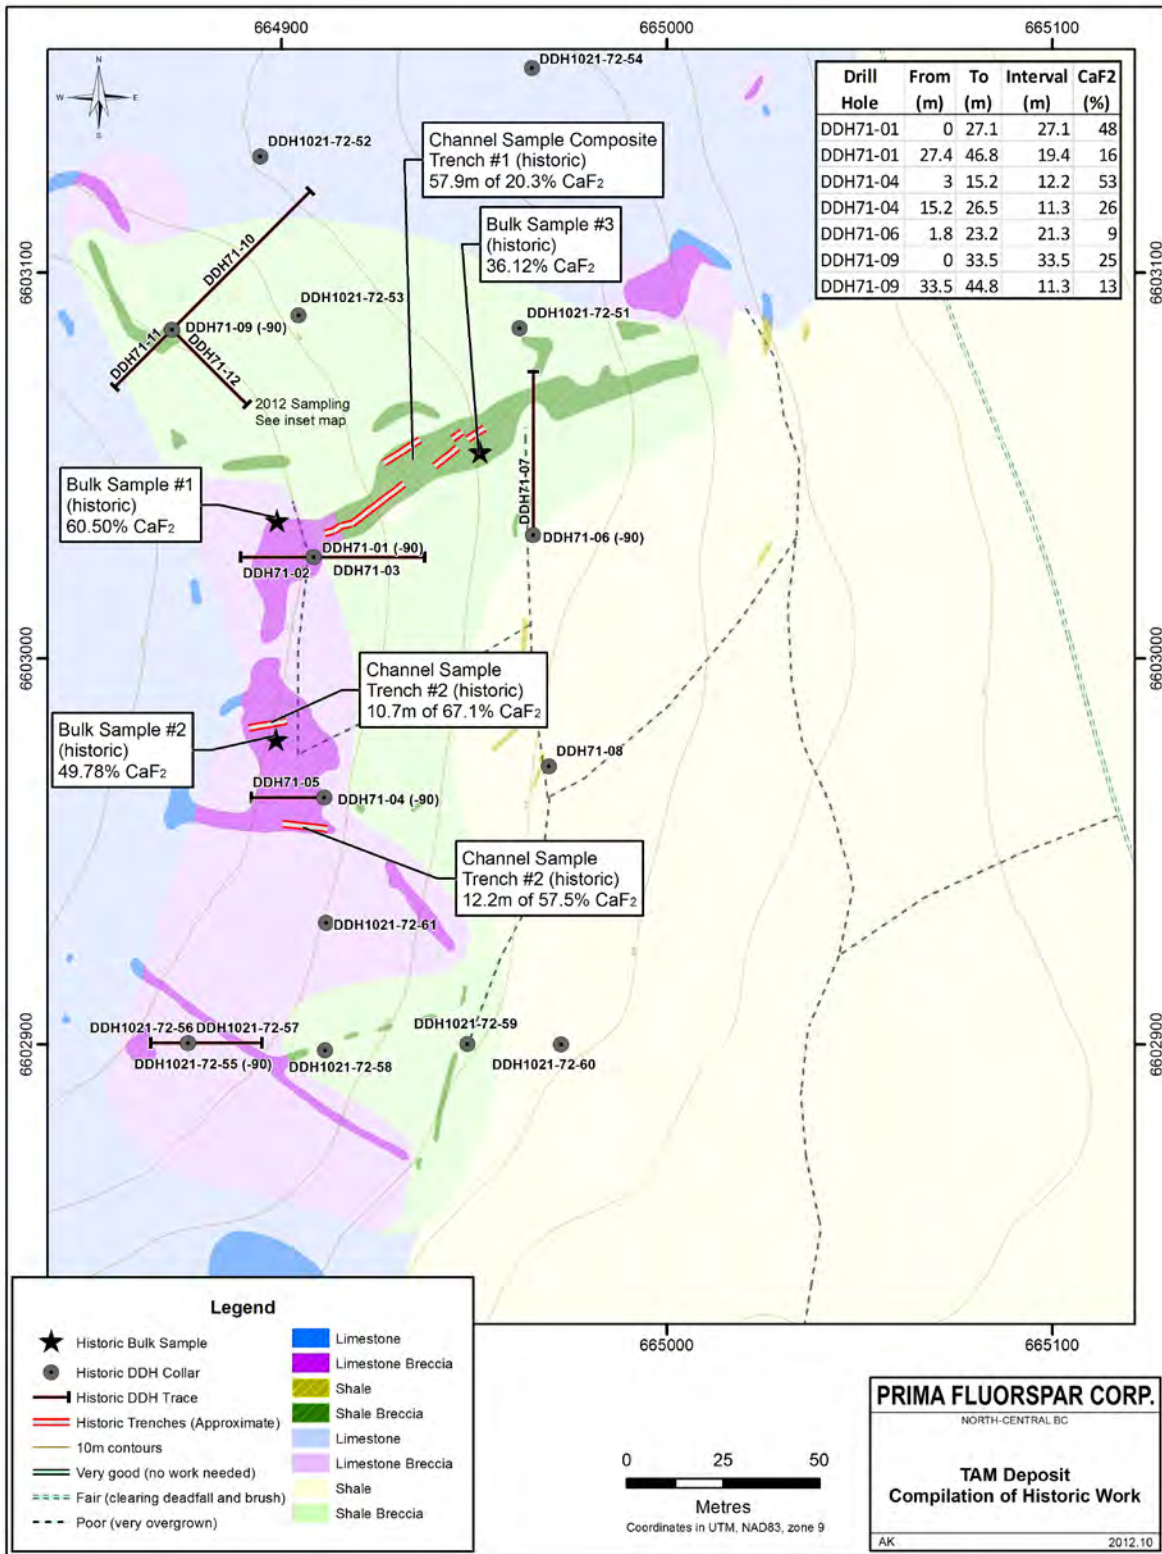 664900
665000
665100
N
W
E
S
DDH1021-72-54
Drill Hole From (m) To (m) Interval (m) CaF2 (%)
DDH71-01 0 27.1 27.1 48
DDH71-01 27.4 46.8 19.4 16
DDH71-04 3 15.2 12.2 53
DDH71-04 15.2 26.5 11.3 26
DDH71-06 1.8 23.2 21.3 9
DDH71-09 0 33.5 33.5 25
DDH71-09 33.5 44.8 11.3 13
Channel Sample Composite
Trench #1 (historic)
57.9m of 20.3% CaF2
DDH1021-72-52
Bulk Sample #3
(historic)
36.12% CaF2
DDH71-10
6603100
6603100
DDH1021-72-53
DDH1021-72-51
DDH71-09 (-90)
DDH71-11
DDH71-12
2012 Sampling
See inset map
Bulk Sample #1
(historic)
60.50% CaF2
DDH71-07
DDH71-06 (-90)
DDH71-01 (-90)
DDH71-02
DDH71-03
6603000
6603000
Channel Sample
Trench #2 (historic)
10.7m of 67.1% CaF2
Bulk Sample #2
(historic)
49.78% CaF2
DDH71-08
DDH71-05
DDH71-04 (-90)
Channel Sample
Trench #2 (historic)
12.2m of 57.5% CaF2
DDH1021-72-61
6602900
6602900
DDH1021-72-56
DDH1021-72-57
DDH1021-72-59
DDH1021-72-55 (-90)
DDH1021-72-58
DDH1021-72-60
664900
665000
665100
Legend
Historic Bulk Sample
Historic DDH Collar
Historic DDH Trace
Historic Trenches (Approximate)
10m contours
Very good (no work needed)
Fair (clearing deadfall and brush)
Poor (very overgrown)
Limestone
Limestone Breccia
Shale
Shale Breccia
Limestone
Limestone Breccia
Shale
Shale Breccia
0 25 50
Metres
Coordinates in UTM, NAD83, zone 9
PRIMA FLUORSPAR CORP.
NORTH-CENTRAL BC
TAM Deposit
Compilation of Historic Work
AK 2012.10